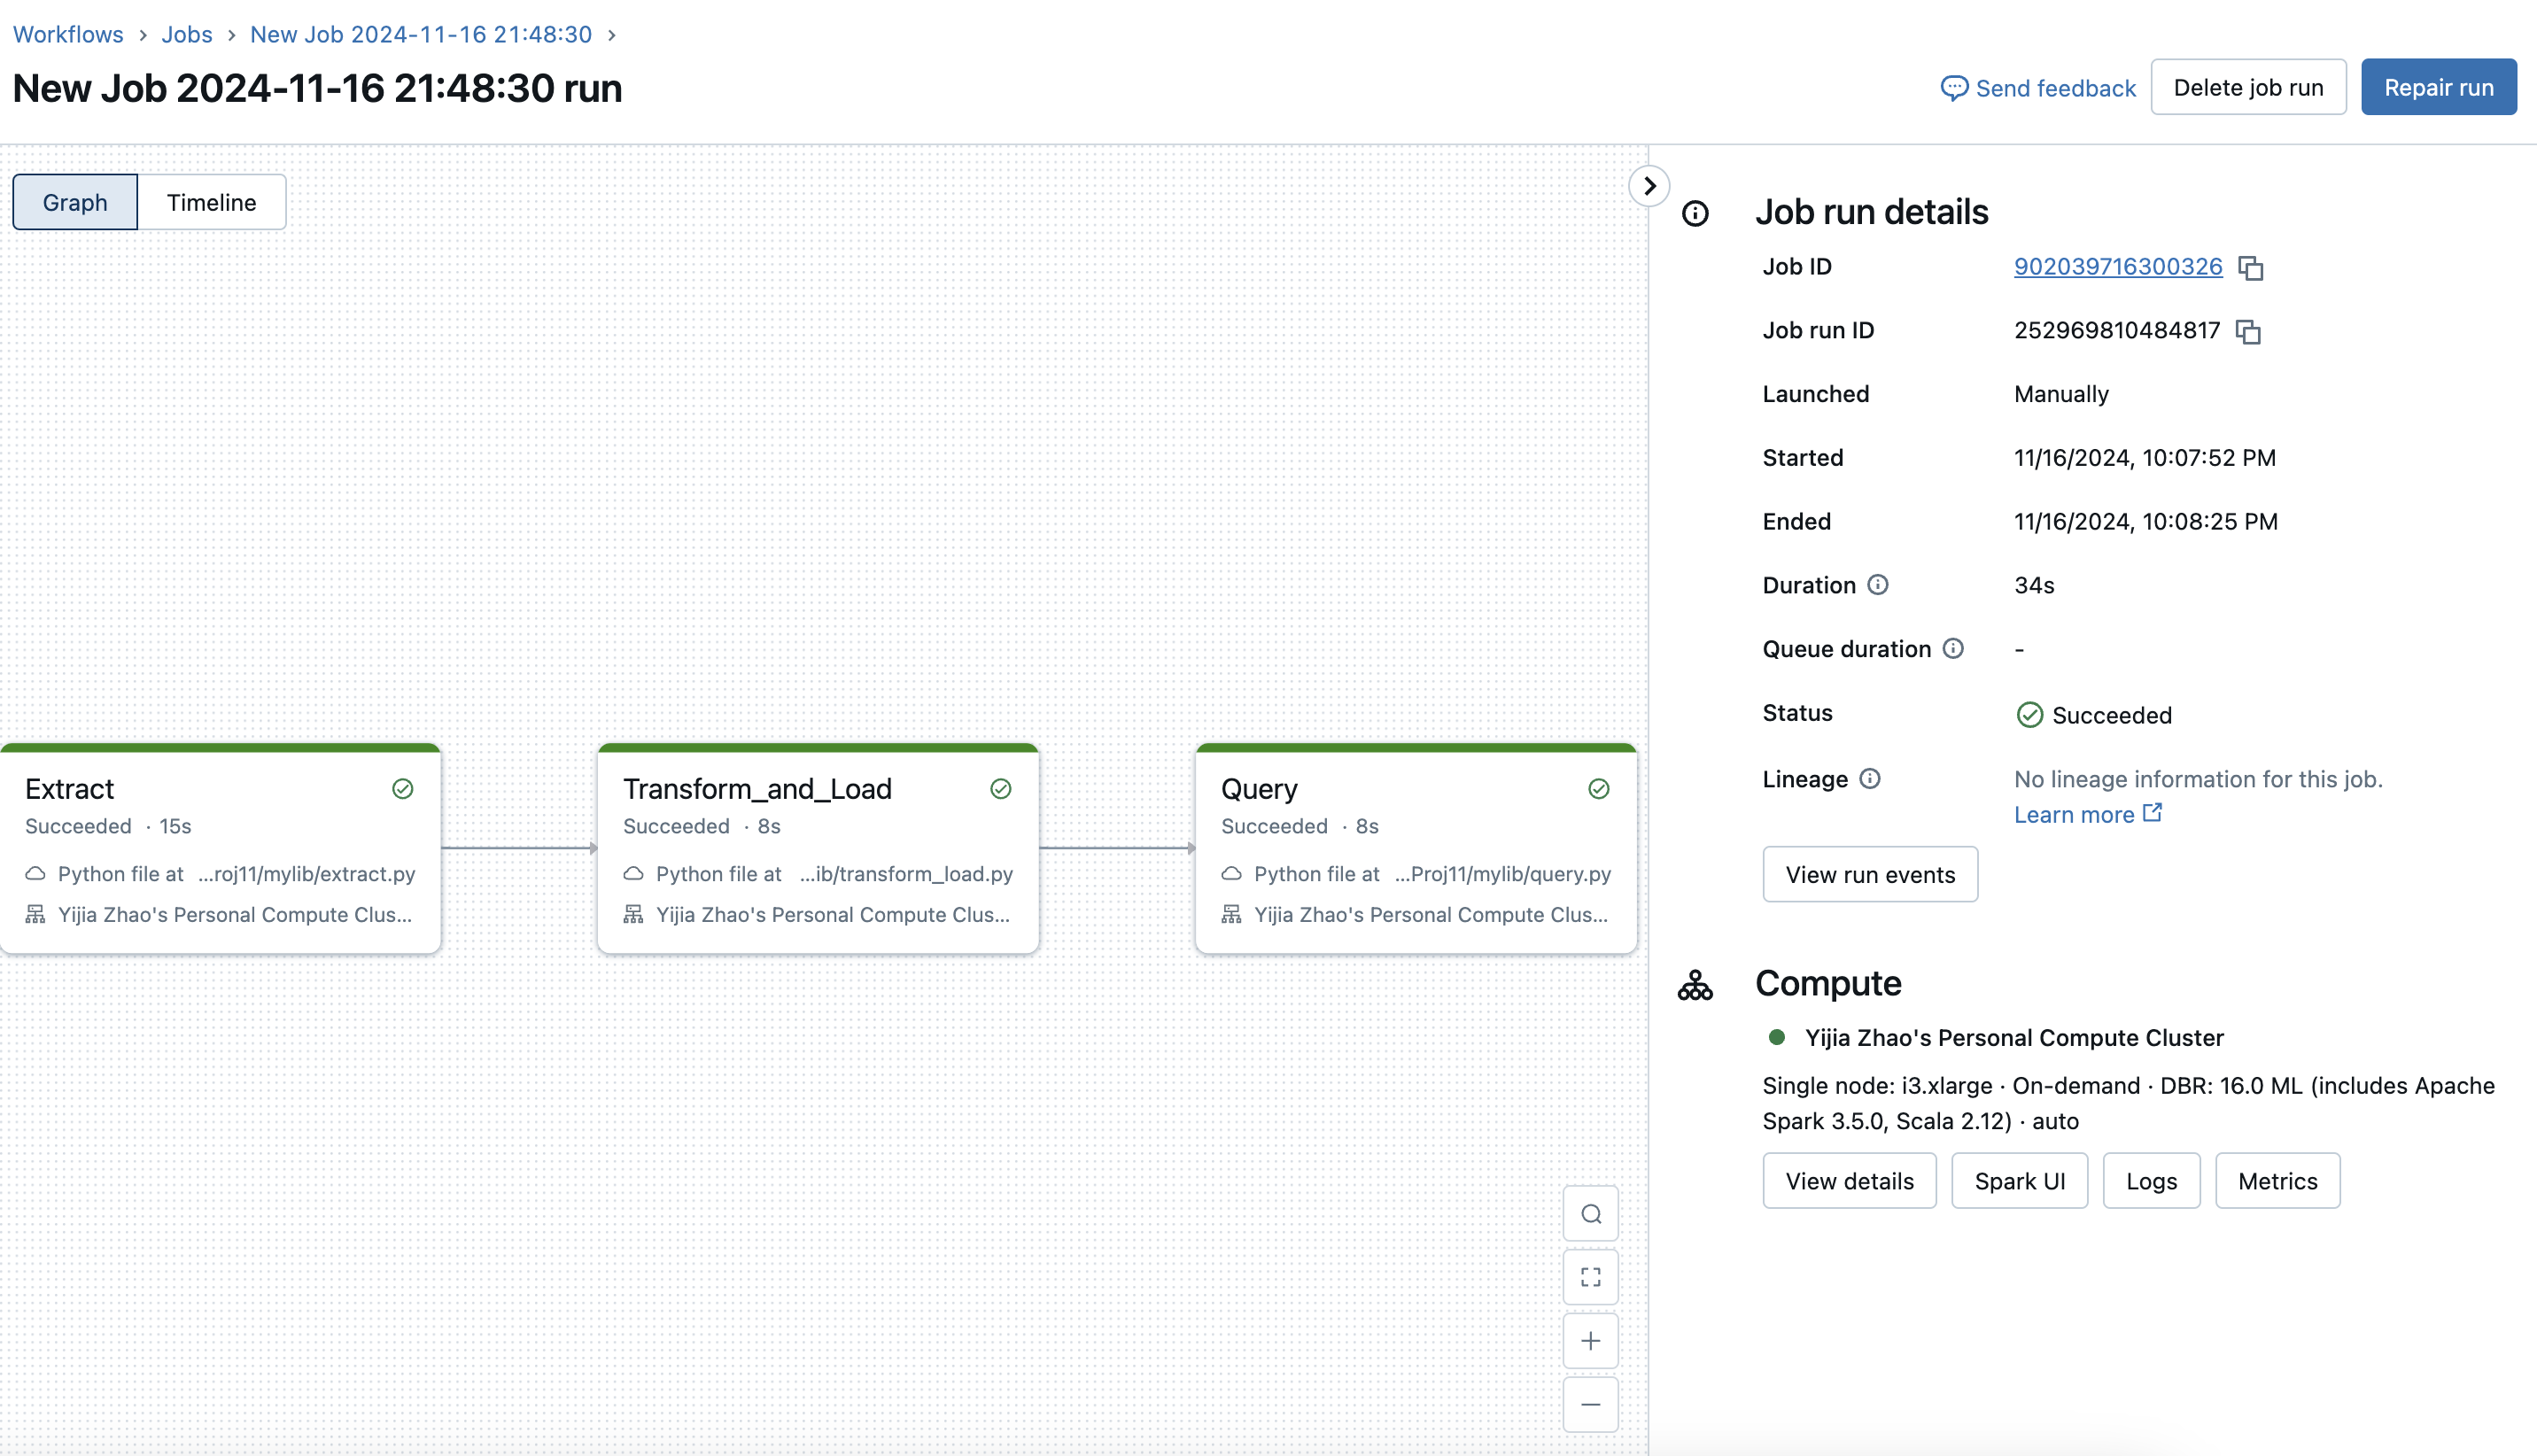 Workflows › Jobs › New Job 2024-11-16 21:48:30 ›
New Job 2024-11-16 21:48:30 run
Send feedback
Delete job run
Repair run
Graph
Timeline
Extract
Succeeded · 15s
Python file at ...roj11/mylib/extract.py
Yijia Zhao's Personal Compute Clus...
Transform_and_Load
Succeeded · 8s
Python file at ...ib/transform_load.py
Yijia Zhao's Personal Compute Clus...
Query
Succeeded · 8s
Python file at ...Proj11/mylib/query.py
Yijia Zhao's Personal Compute Clus...
Job run details
Job ID 902039716300326
Job run ID 252969810484817
Launched Manually
Started 11/16/2024, 10:07:52 PM
Ended 11/16/2024, 10:08:25 PM
Duration 34s
Queue duration -
Status Succeeded
Lineage No lineage information for this job.
Learn more
View run events
Compute
Yijia Zhao's Personal Compute Cluster
Single node: i3.xlarge · On-demand · DBR: 16.0 ML (includes Apache
Spark 3.5.0, Scala 2.12) · auto
View details
Spark UI
Logs
Metrics